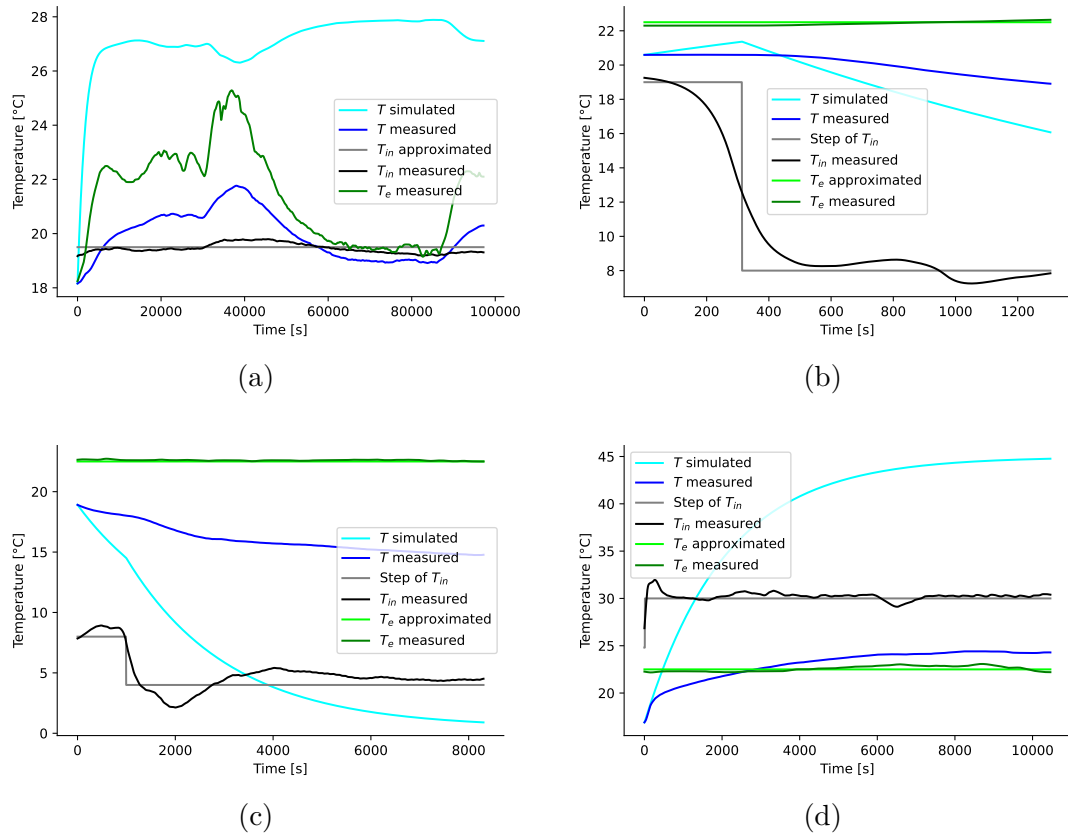 28
26
24
22
20
18
Temperature [°C]
T simulated
T measured
T_in approximated
T_in measured
T_e measured
0 20000 40000 60000 80000 100000
Time [s]
(a)
22
20
18
16
14
12
10
8
Temperature [°C]
T simulated
T measured
Step of T_in
T_in measured
T_e approximated
T_e measured
0 200 400 600 800 1000 1200
Time [s]
(b)
20
15
10
5
0
Temperature [°C]
T simulated
T measured
Step of T_in
T_in measured
T_e approximated
T_e measured
0 2000 4000 6000 8000
Time [s]
(c)
45
40
35
30
25
20
Temperature [°C]
T simulated
T measured
Step of T_in
T_in measured
T_e approximated
T_e measured
0 2000 4000 6000 8000 10000
Time [s]
(d)